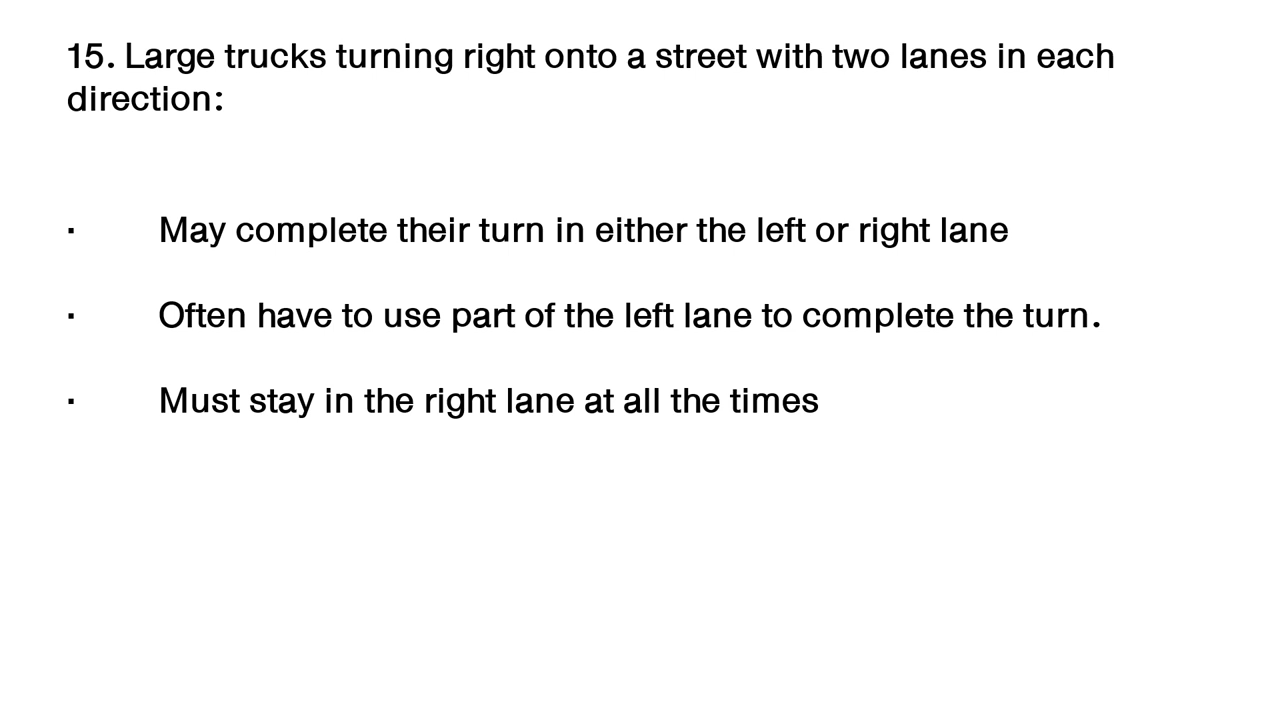 15. Large trucks turning right onto a street with two lanes in each
direction:
· May complete their turn in either the left or right lane
· Often have to use part of the left lane to complete the turn.
· Must stay in the right lane at all the times